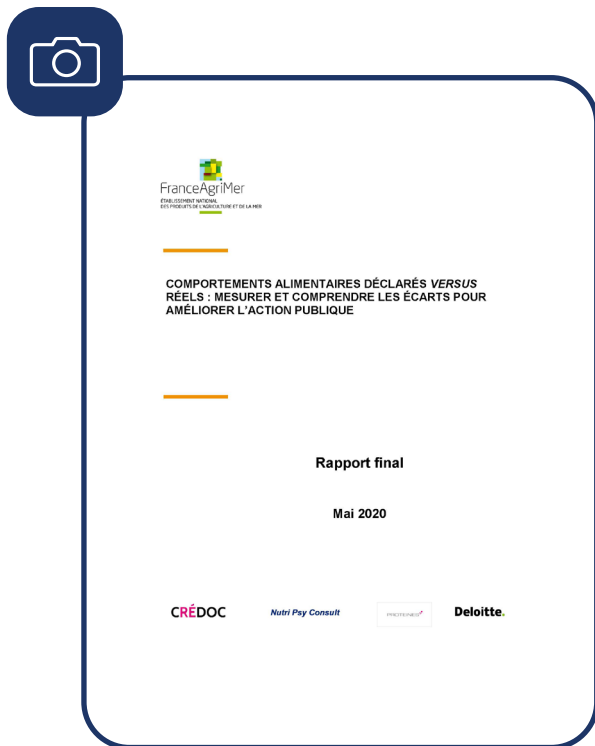 FranceAgriMer
ÉTABLISSEMENT NATIONAL
DES PRODUITS DE L'AGRICULTURE ET DE LA MER
COMPORTEMENTS ALIMENTAIRES DÉCLARÉS VERSUS
RÉELS : MESURER ET COMPRENDRE LES ÉCARTS POUR
AMÉLIORER L'ACTION PUBLIQUE
Rapport final
Mai 2020
CRÉDOC
Nutri Psy Consult
Deloitte.